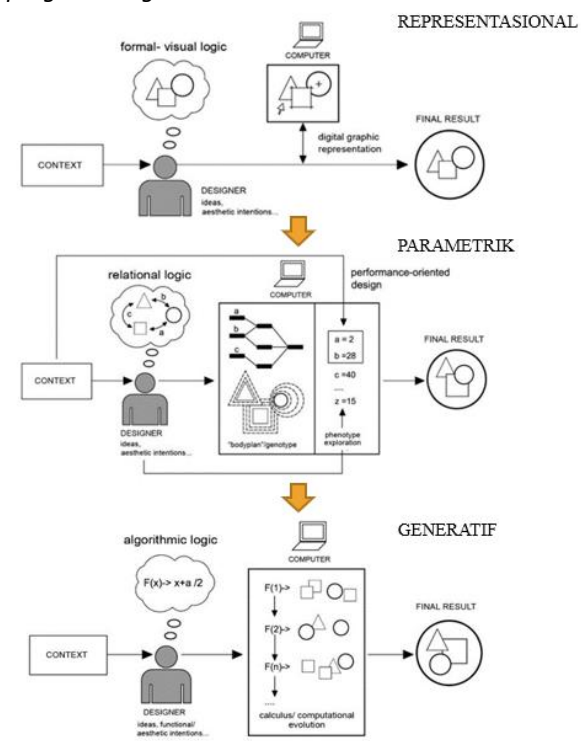 REPRESENTASIONAL
formal- visual logic
COMPUTER
digital graphic
representation
FINAL RESULT
CONTEXT
DESIGNER
ideas,
aesthetic intentions...
PARAMETRIK
relational logic
COMPUTER
performance-oriented
design
a
b
c
b
c
a
a = 2
b =28
c =40
....
z =15
FINAL RESULT
CONTEXT
DESIGNER
ideas,
aesthetic intentions...
"bodyplan"/genotype
phenotype
exploration
GENERATIF
algorithmic logic
COMPUTER
F(x)-> x+a /2
F(1)->
F(2)->
F(n)->
....
FINAL RESULT
CONTEXT
DESIGNER
ideas, functional/
aesthetic intentions...
calculus/ computational
evolution